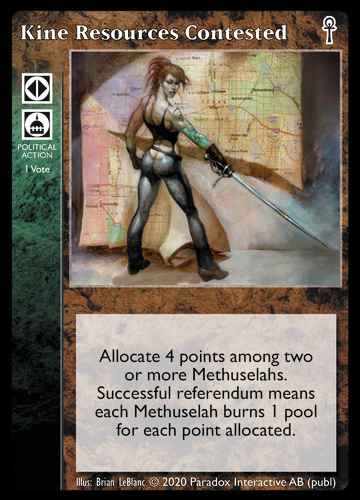 Kine Resources Contested
POLITICAL
ACTION
1 Vote
Allocate 4 points among two
or more Methuselahs.
Successful referendum means
each Methuselah burns 1 pool
for each point allocated.
Illus: Brian LeBlanc © 2020 Paradox Interactive AB (publ)